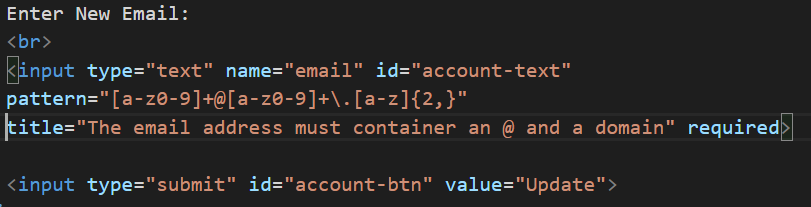 Enter New Email:
<br>
<input type="text" name="email" id="account-text"
pattern="[a-z0-9]+@[a-z0-9]+\.[a-z]{2,}"
title="The email address must container an @ and a domain" required>
<input type="submit" id="account-btn" value="Update">